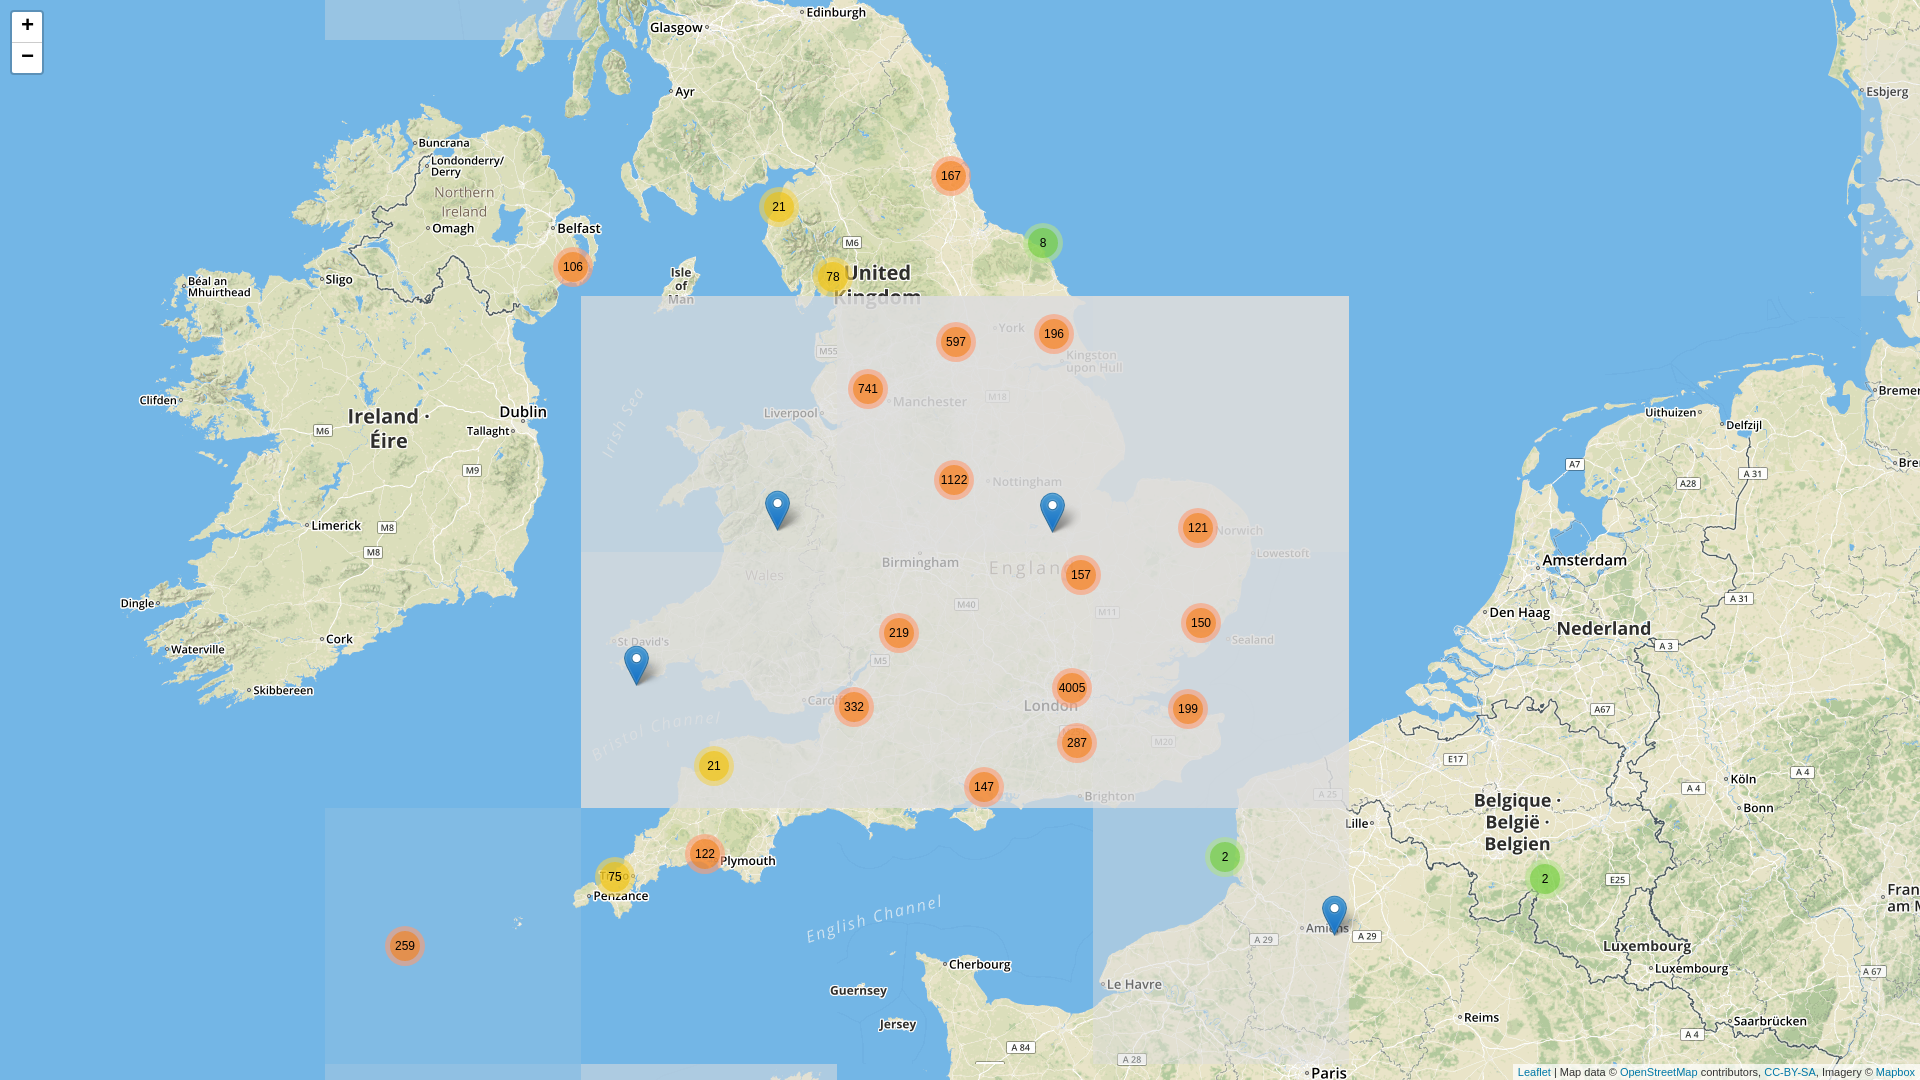 +
−
Edinburgh
Glasgow
Ayr
Esbjerg
Buncrana
Londonderry/
Derry
Northern
Ireland
Omagh
Belfast
167
21
8
M6
106
78
United
Kingdom
Isle
of
Man
Béal an
Mhuirthead
Sligo
York
196
597
M55
Kingston
upon Hull
741
Manchester
M18
Clifden
Liverpool
Irish Sea
Ireland ·
Éire
Dublin
Tallaght
M6
M9
Uithuizen
Delfzijl
A7
A 31
A28
1122
Nottingham
Limerick
M8
M8
121
Norwich
Lowestoft
Birmingham
Wales
Englan
157
Amsterdam
Dingle
M40
M11
Den Haag
A 31
Nederland
A 3
219
150
Sealand
St David's
M5
Cork
Waterville
Skibbereen
4005
London
332
199
287
M20
A67
Bristol Channel
E17
21
147
Brighton
A 25
Köln
A 4
A 4
Bonn
Belgique ·
België ·
Belgien
Lille
122
Plymouth
75
Penzance
2
2
E25
English Channel
Amiens
A 29
A 29
259
Luxembourg
Luxembourg
A 67
Cherbourg
Le Havre
Guernsey
Jersey
Reims
Saarbrücken
A 84
A 28
A 4
Paris
Leaflet | Map data © OpenStreetMap contributors, CC-BY-SA, Imagery © Mapbox